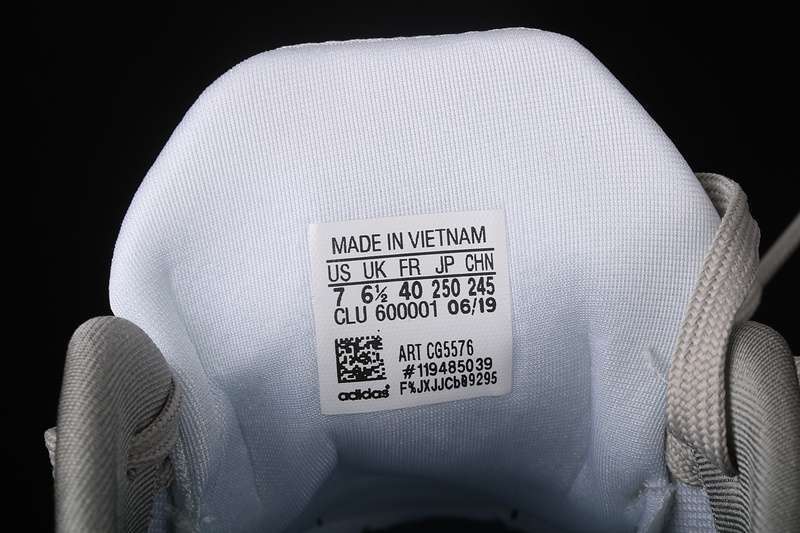 MADE IN VIETNAM
US UK FR JP CHN
7 6½ 40 250 245
CLU 600001 06/19
ART CG5576
#119485039
F%JXJJCb09295
adidas